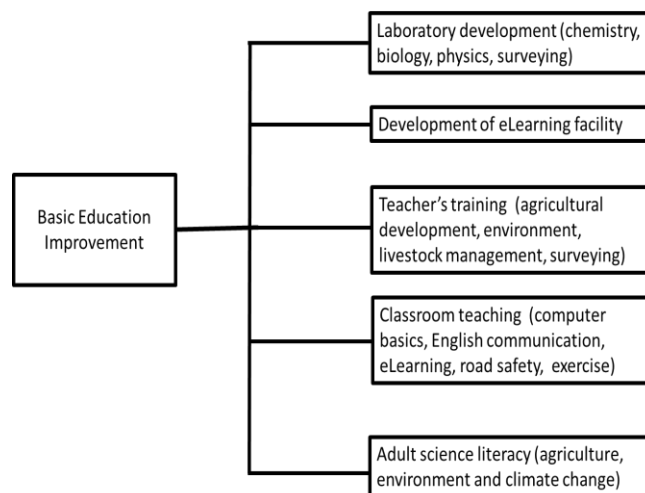 Laboratory development (chemistry,
biology, physics, surveying)
Development of eLearning facility
Basic Education
Improvement
Teacher's training (agricultural
development, environment,
livestock management, surveying)
Classroom teaching (computer
basics, English communication,
eLearning, road safety, exercise)
Adult science literacy (agriculture,
environment and climate change)